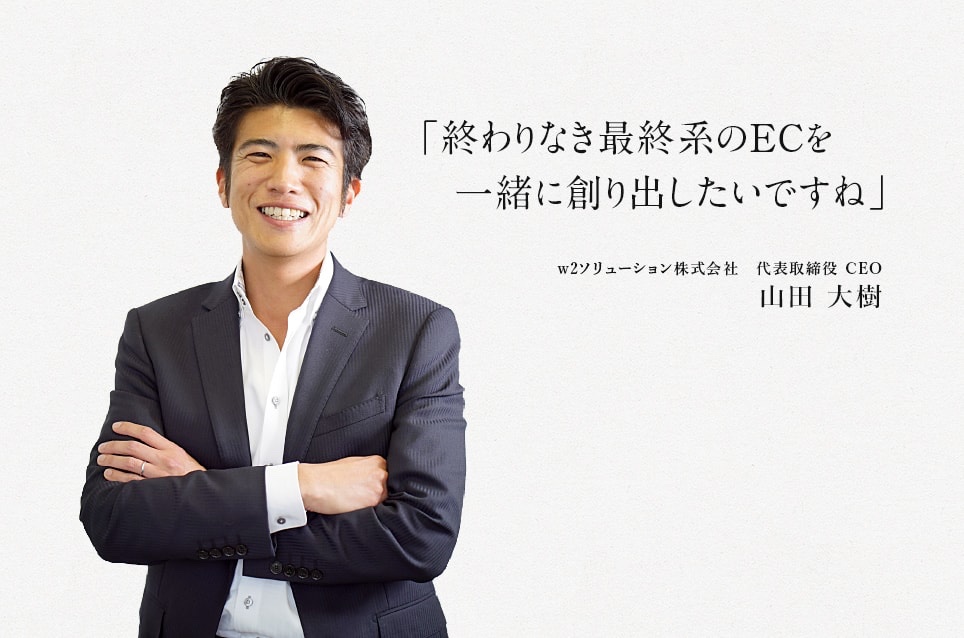 「終わりなき最終系のECを
一緒に創り出したいですね」
w2ソリューション株式会社　代表取締役 CEO
山田 大樹